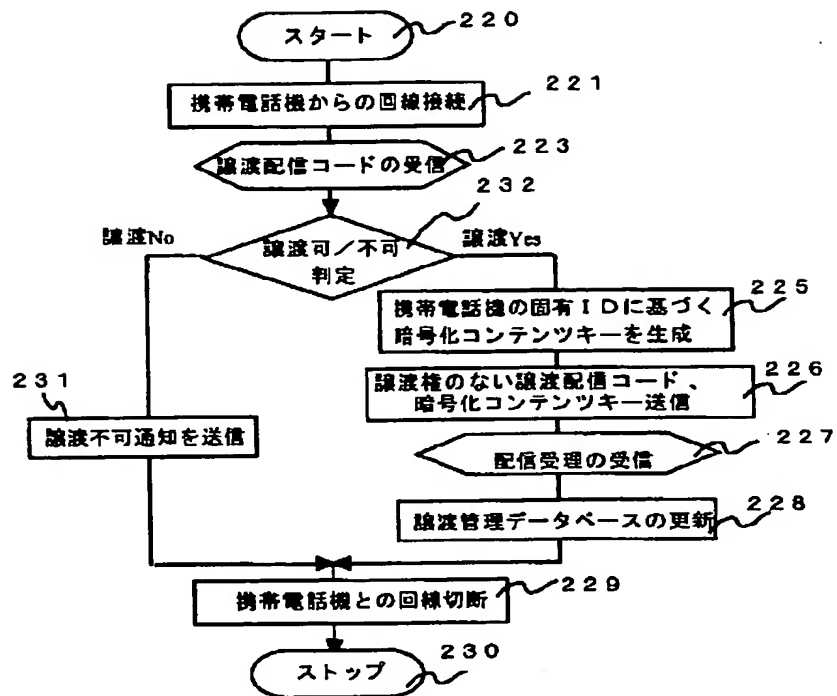 スタート
２２０
携帯電話機からの回線接続
２２１
譲渡配信コードの受信
２２３
２３２
譲渡No
譲渡可／不可
判定
譲渡Yes
携帯電話機の固有ＩＤに基づく
暗号化コンテンツキーを生成
２２５
譲渡権のない譲渡配信コード、
暗号化コンテンツキー送信
２２６
２３１
譲渡不可通知を送信
配信受理の受信
２２７
譲渡管理データベースの更新
２２８
携帯電話機との回線切断
２２９
ストップ
２３０